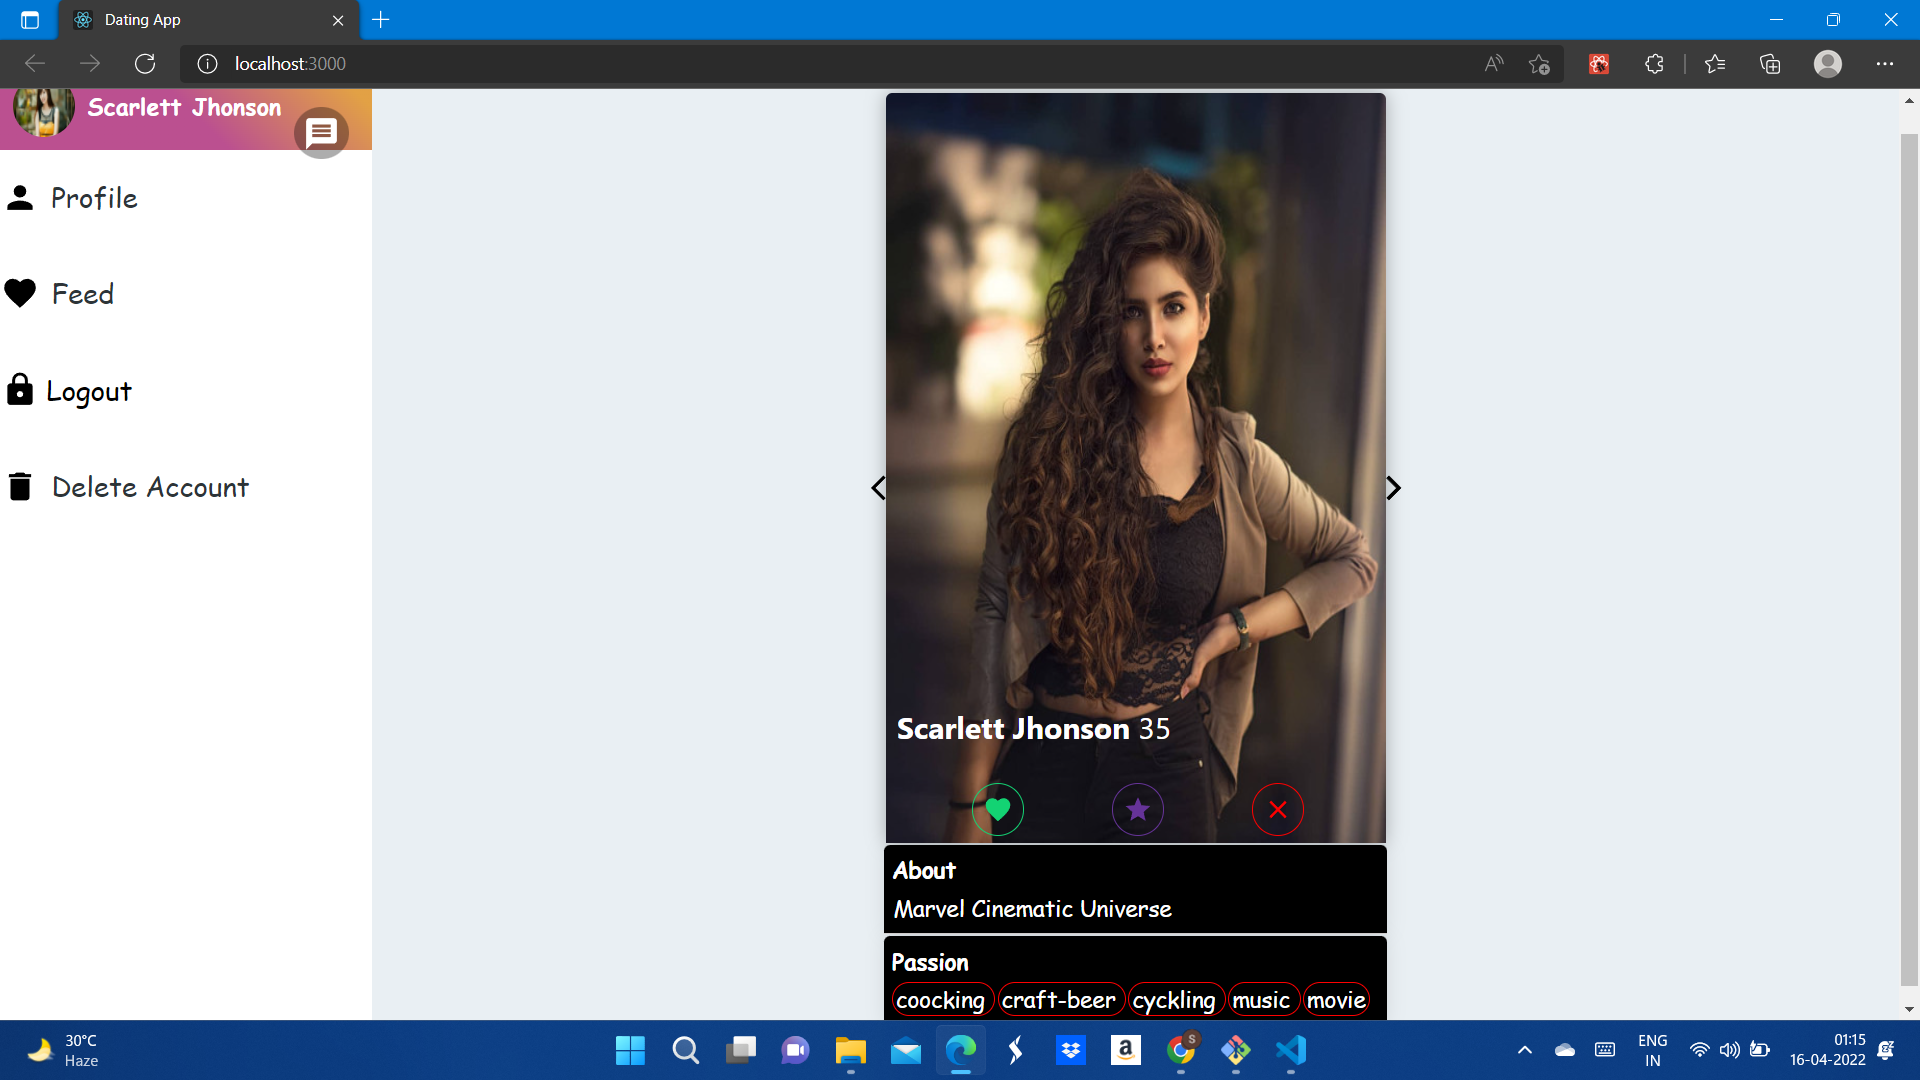 Dating App
localhost:3000
Scarlett Jhonson
Profile
Feed
Logout
Delete Account
Scarlett Jhonson 35
About
Marvel Cinematic Universe
Passion
coocking craft-beer cyckling music movie
30°C
Haze
a
S
ENG
IN
01:15
16-04-2022